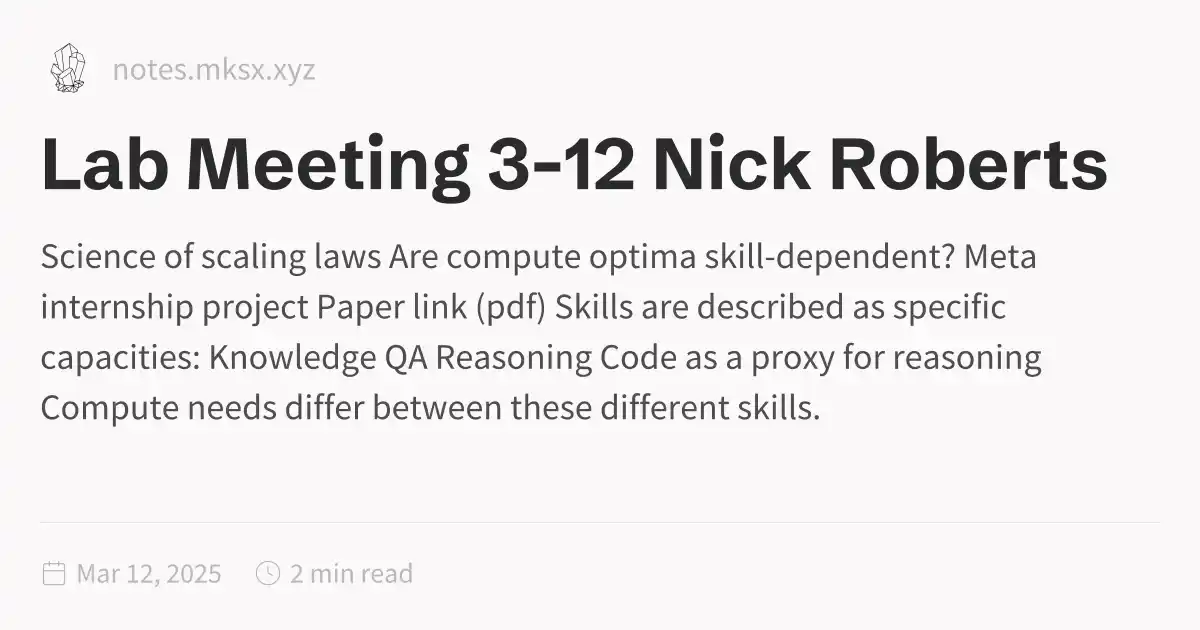 notes.mksx.xyz
Lab Meeting 3-12 Nick Roberts
Science of scaling laws Are compute optima skill-dependent? Meta
internship project Paper link (pdf) Skills are described as specific
capacities: Knowledge QA Reasoning Code as a proxy for reasoning
Compute needs differ between these different skills.
Mar 12, 2025 2 min read